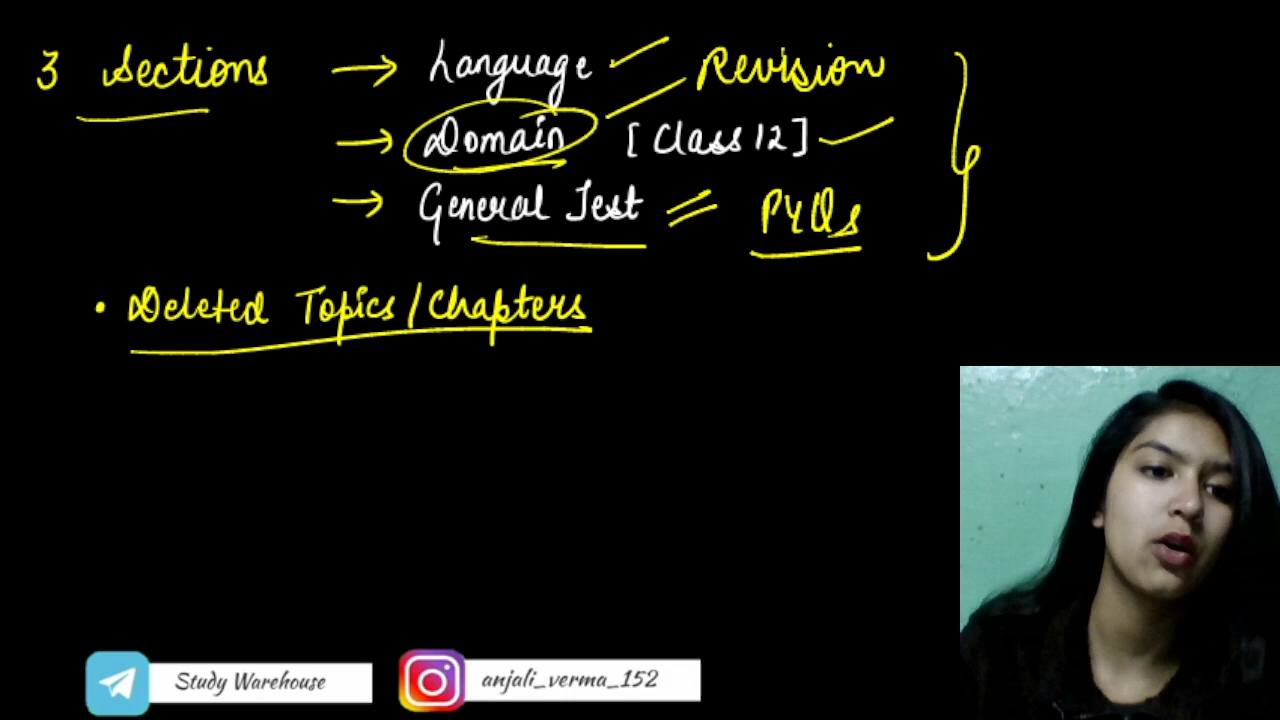 3 Sections → Language Revision
→ Domain [Class 12]
→ General Test PYQs
• Deleted Topics/Chapters
Study Warehouse
anjali_verma_152